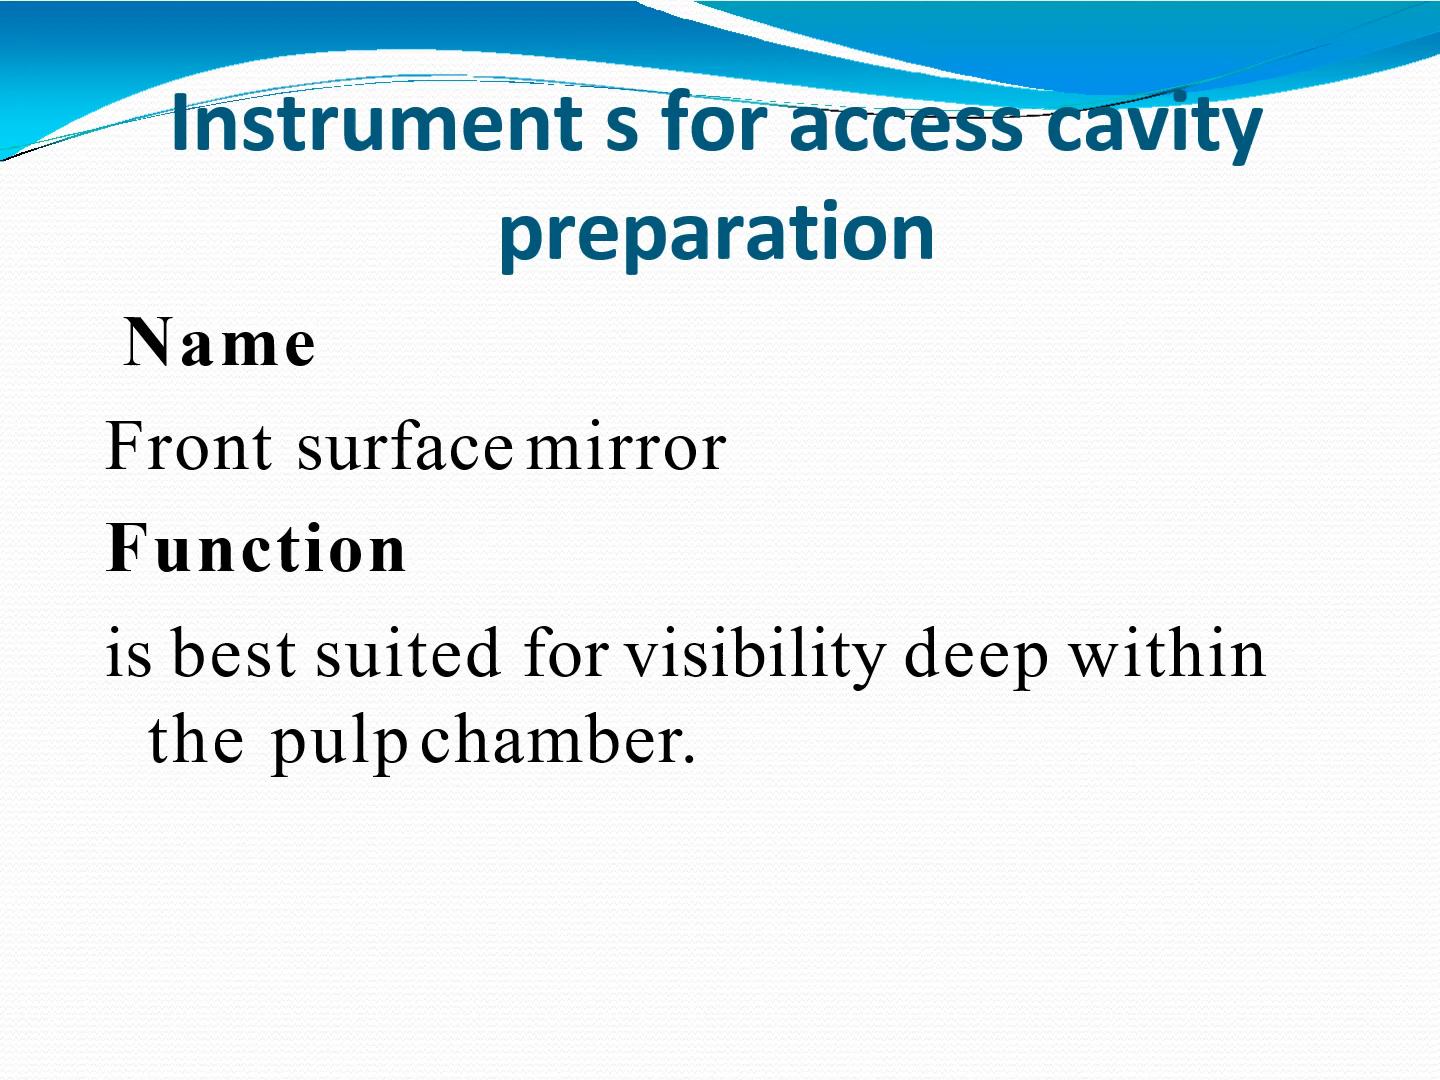 Instrument s for access cavity
preparation
Name
Front surface mirror
Function
is best suited for visibility deep within
the pulp chamber.